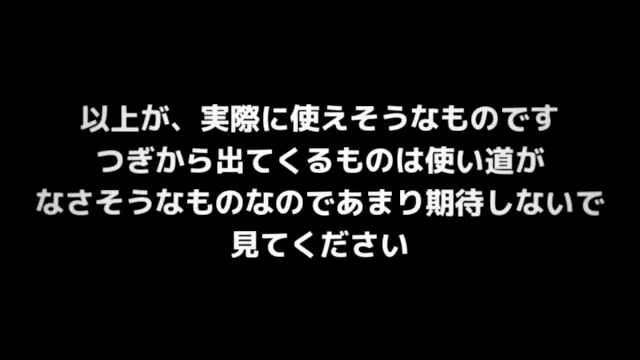 以上が、実際に使えそうなものです
つぎから出てくるものは使い道が
なさそうなものなのであまり期待しないで
見てください